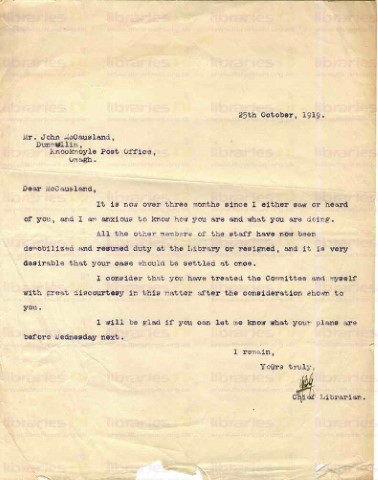 25th October, 1919.
Mr. John McCausland,
Dunmullin,
Knockmoyle Post Office,
Omagh.
Dear McCausland,
It is now over three months since I either saw or heard
of you, and I am anxious to know how you are and what you are doing.
All the other members of the staff have now been
demobilized and resumed duty at the Library or resigned, and it is very
desirable that your case should be settled at once.
I consider that you have treated the Committee and myself
with great discourtesy in this matter after the consideration shown to
you.
I will be glad if you can let me know what your plans are
before Wednesday next.
I remain,
Yours truly,
Chief Librarian.